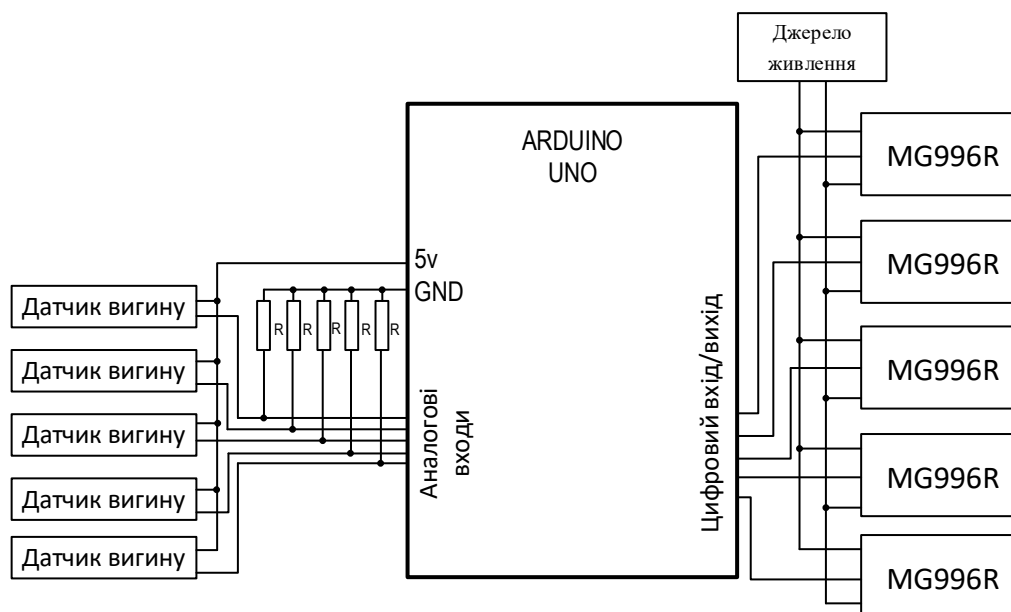 Джерело
живлення
ARDUINO
UNO
5v
GND
R
R
R
R
R
Датчик вигину
Датчик вигину
Датчик вигину
Датчик вигину
Датчик вигину
Аналогові
входи
Цифровий вхід/вихід
MG996R
MG996R
MG996R
MG996R
MG996R